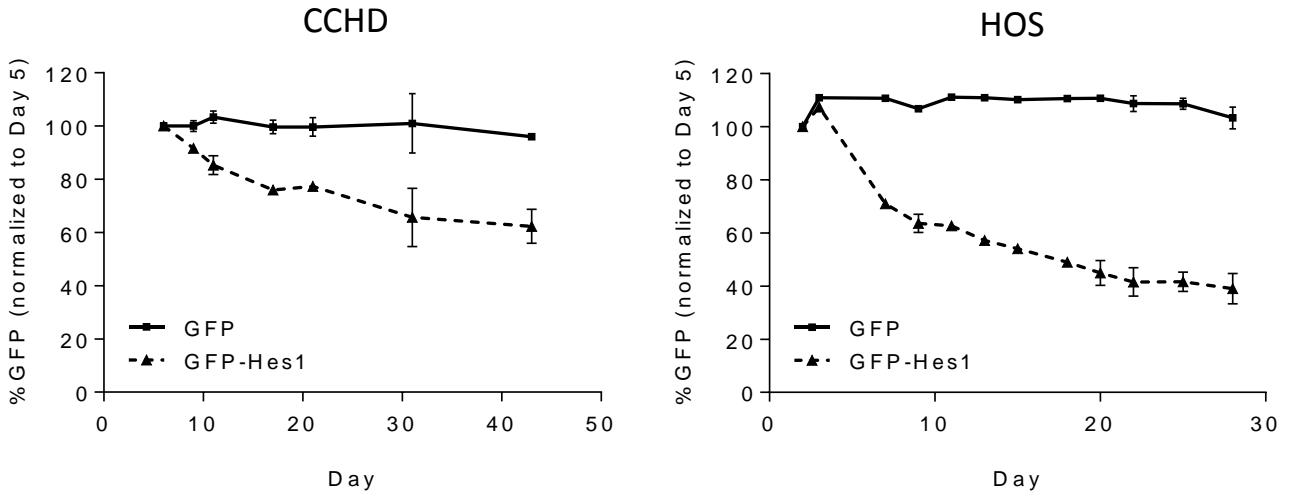 CCHD
%GFP (normalized to Day 5)
120
100
80
60
40
20
0
GFP
GFP-Hes1
0 10 20 30 40 50
Day
HOS
%GFP (normalized to Day 5)
120
100
80
60
40
20
0
GFP
GFP-Hes1
0 10 20 30
Day